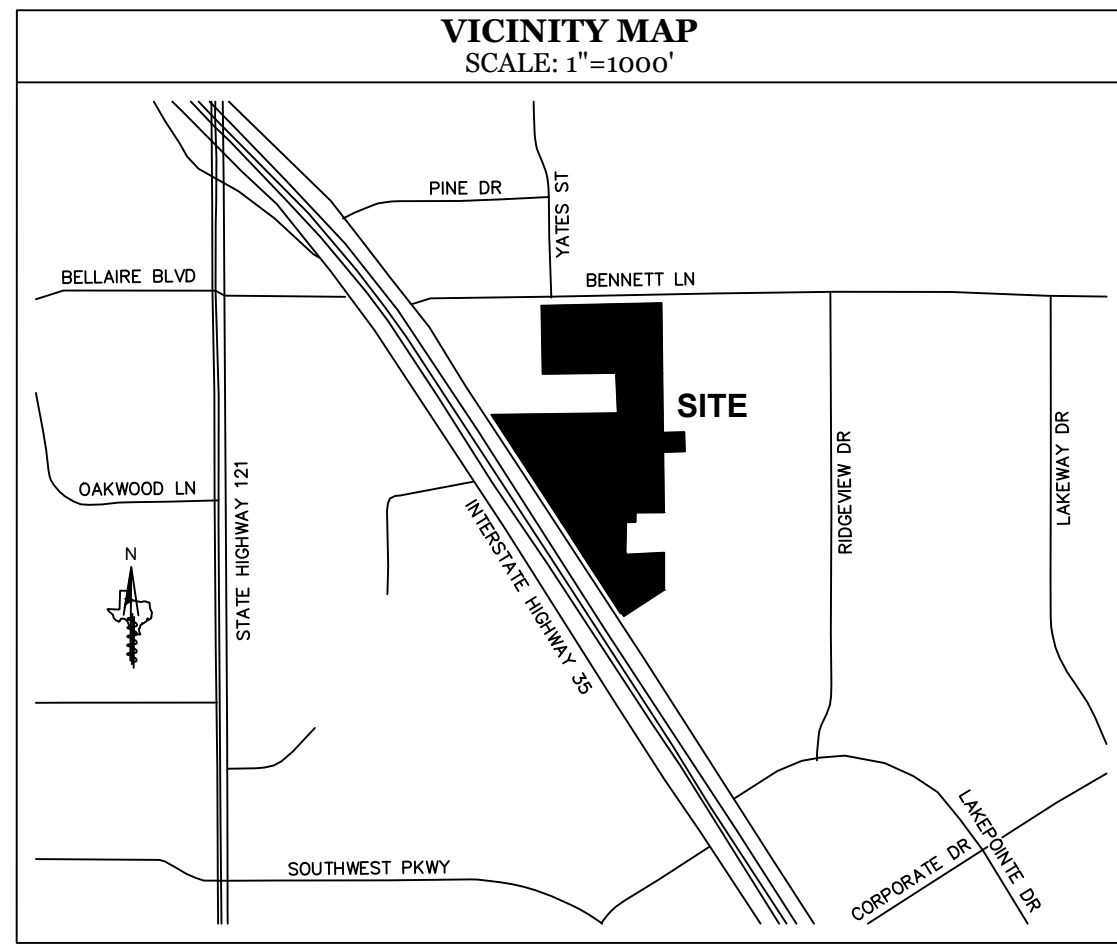 VICINITY MAP
SCALE: 1"=1000'
PINE DR
YATES ST
BELLAIRE BLVD
BENNETT LN
SITE
OAKWOOD LN
STATE HIGHWAY 121
INTERSTATE HIGHWAY 35
RIDGEVIEW DR
LAKEWAY DR
N
SOUTHWEST PKWY
CORPORATE DR
LAKEPOINTE DR